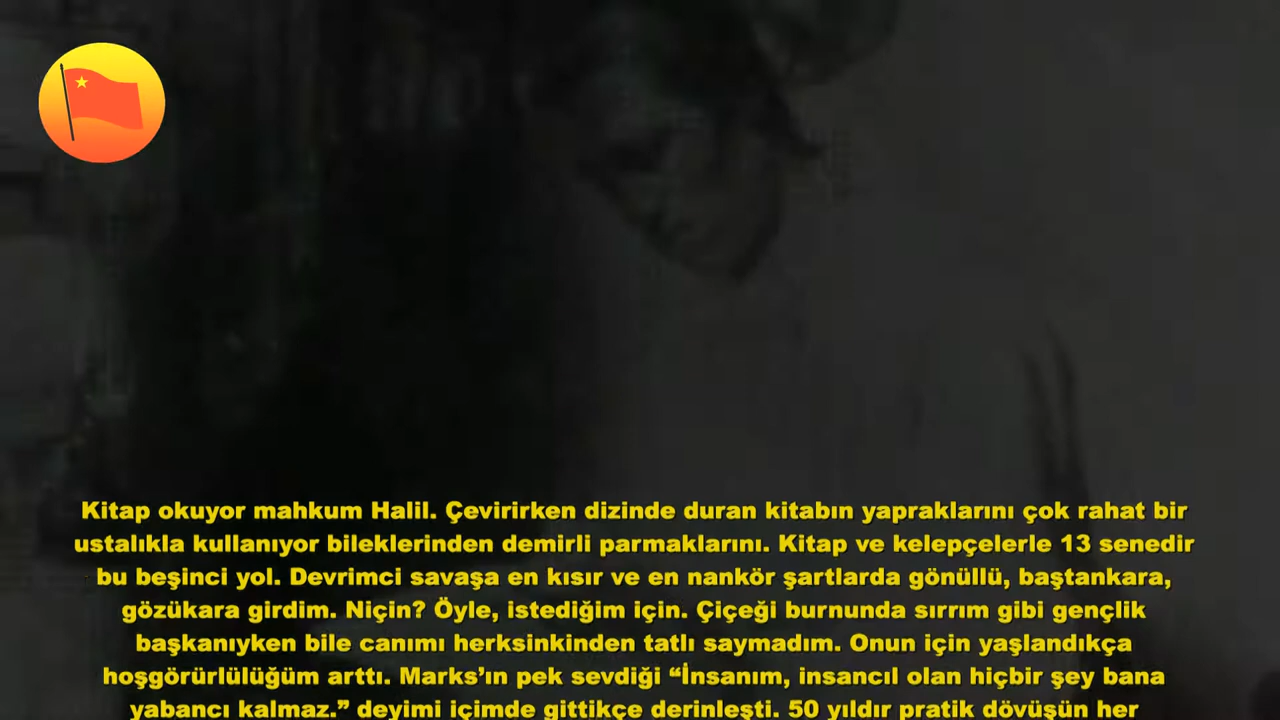 Kitap okuyor mahkum Halil. Çevirirken dizinde duran kitabın yapraklarını çok rahat bir
ustalıkla kullanıyor bileklerinden demirli parmaklarını. Kitap ve kelepçelerle 13 senedir
bu beşinci yol. Devrimci savaşa en kısır ve en nankör şartlarda gönüllü, baştankara,
gözükara girdim. Niçin? Öyle, istediğim için. Çiçeği burnunda sırrım gibi gençlik
başkanıyken bile canımı herksinkinden tatlı saymadım. Onun için yaşlandıkça
hoşgörürlülüğüm arttı. Marks’ın pek sevdiği “İnsanım, insancıl olan hiçbir şey bana
yabancı kalmaz.” deyimi içimde gittikçe derinleşti. 50 yıldır pratik dövüşün her